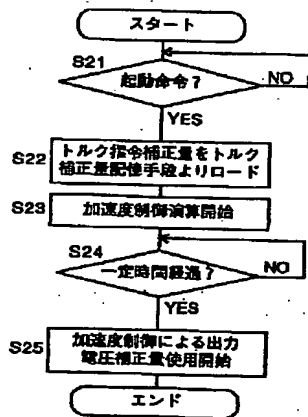 スタート
S21
起動命令?
NO
YES
S22
トルク指令補正量をトルク
補正量記憶手段よりロード
S23
加速度制御演算開始
S24
一定時間経過?
NO
YES
S25
加速度制御による出力
電圧補正量使用開始
エンド